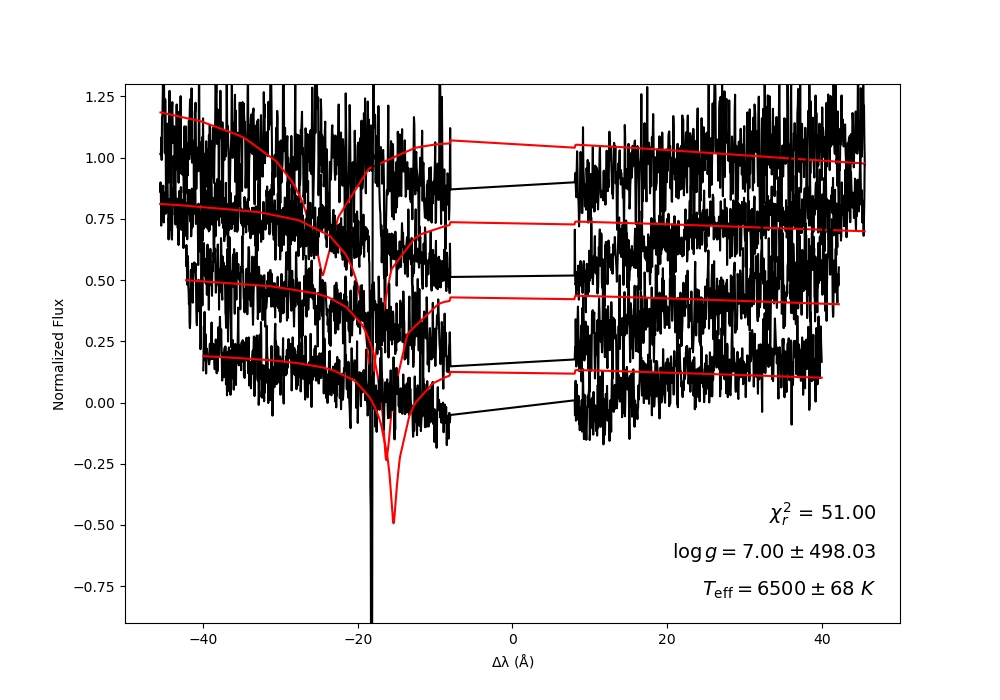 1.25
1.00
0.75
0.50
0.25
0.00
−0.25
−0.50
−0.75
Normalized Flux
χ²ᵣ = 51.00
log g = 7.00 ± 498.03
T_eff = 6500 ± 68 K
−40 −20 0 20 40
Δλ (Å)